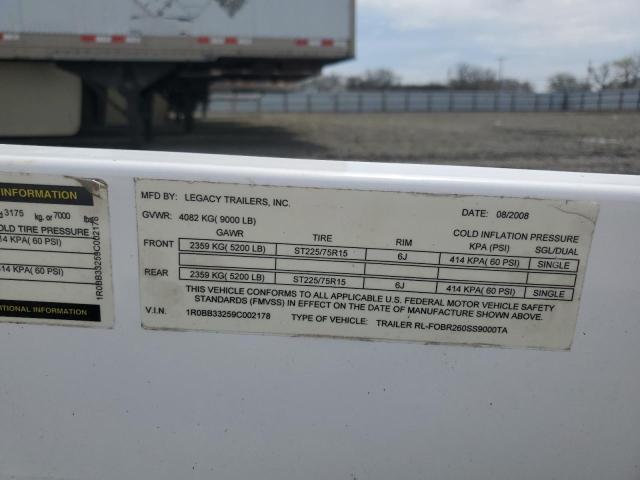 INFORMATION
3175 kg. or 7000 lbs
COLD TIRE PRESSURE
414 KPA( 60 PSI)
414 KPA( 60 PSI)
1R0BB33259C002178
MFD BY: LEGACY TRAILERS, INC.
DATE: 08/2008
GVWR: 4082 KG( 9000 LB)
GAWR TIRE RIM COLD INFLATION PRESSURE
KPA (PSI) SGL/DUAL
FRONT 2359 KG( 5200 LB) ST225/75R15 6J 414 KPA( 60 PSI) SINGLE
REAR 2359 KG( 5200 LB) ST225/75R15 6J 414 KPA( 60 PSI) SINGLE
THIS VEHICLE CONFORMS TO ALL APPLICABLE U.S. FEDERAL MOTOR VEHICLE SAFETY
STANDARDS (FMVSS) IN EFFECT ON THE DATE OF MANUFACTURE SHOWN ABOVE.
V.I.N. 1R0BB33259C002178 TYPE OF VEHICLE: TRAILER RL-FOBR260SS9000TA